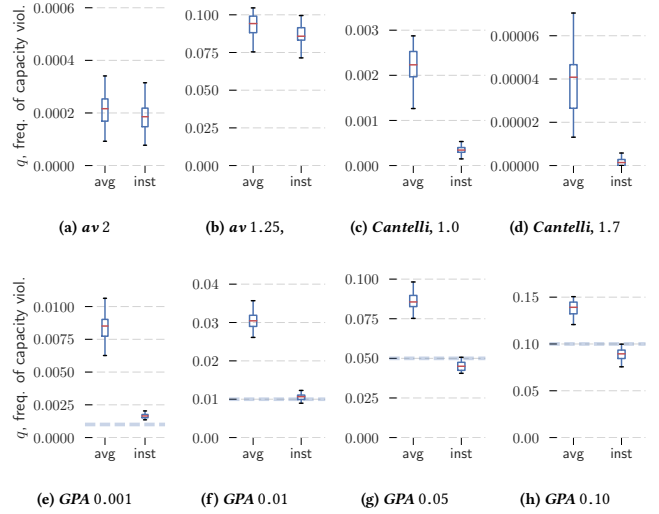 q, freq. of capacity viol.
0.0006
0.0004
0.0002
0.0000
avg inst
(a) av 2
0.100
0.075
0.050
0.025
0.000
avg inst
(b) av 1.25,
0.003
0.002
0.001
0.000
avg inst
(c) Cantelli, 1.0
0.00006
0.00004
0.00002
0.00000
avg inst
(d) Cantelli, 1.7
q, freq. of capacity viol.
0.0100
0.0075
0.0050
0.0025
0.0000
avg inst
(e) GPA 0.001
0.04
0.03
0.02
0.01
0.00
avg inst
(f) GPA 0.01
0.100
0.075
0.050
0.025
0.000
avg inst
(g) GPA 0.05
0.15
0.10
0.05
0.00
avg inst
(h) GPA 0.10